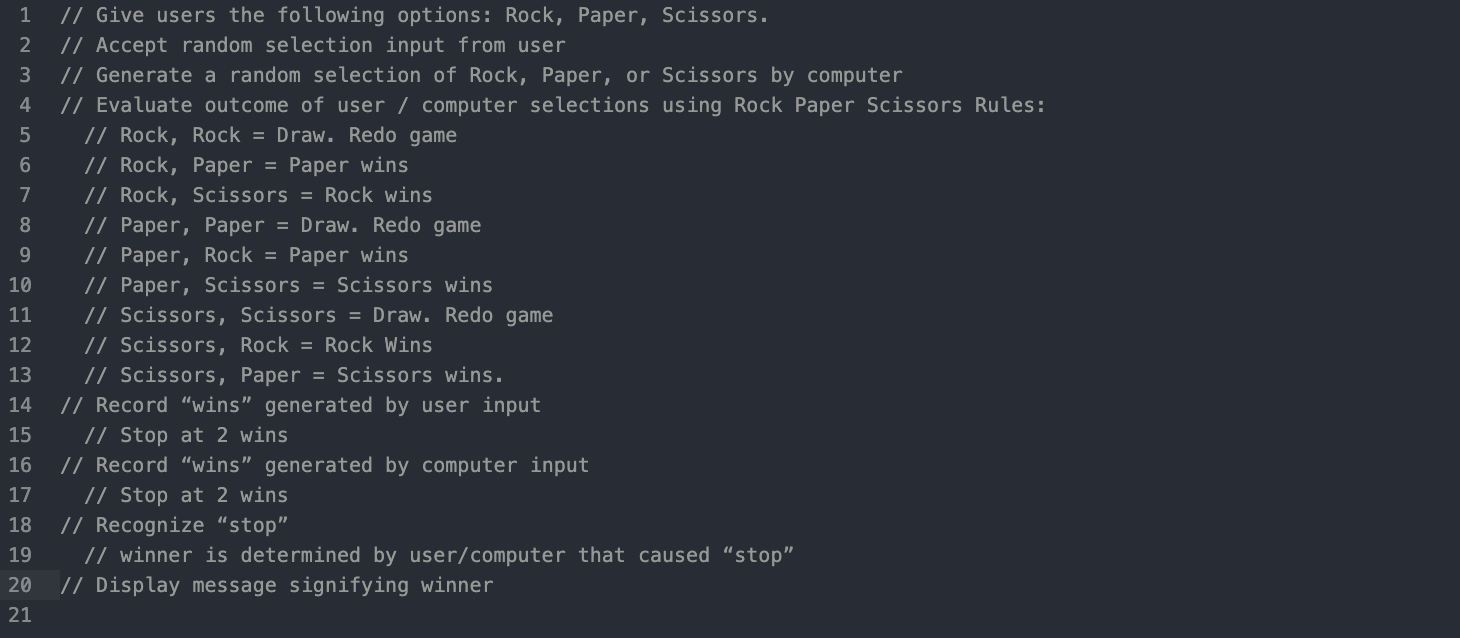 1 // Give users the following options: Rock, Paper, Scissors.
2 // Accept random selection input from user
3 // Generate a random selection of Rock, Paper, or Scissors by computer
4 // Evaluate outcome of user / computer selections using Rock Paper Scissors Rules:
5 // Rock, Rock = Draw. Redo game
6 // Rock, Paper = Paper wins
7 // Rock, Scissors = Rock wins
8 // Paper, Paper = Draw. Redo game
9 // Paper, Rock = Paper wins
10 // Paper, Scissors = Scissors wins
11 // Scissors, Scissors = Draw. Redo game
12 // Scissors, Rock = Rock Wins
13 // Scissors, Paper = Scissors wins.
14 // Record “wins” generated by user input
15 // Stop at 2 wins
16 // Record “wins” generated by computer input
17 // Stop at 2 wins
18 // Recognize “stop”
19 // winner is determined by user/computer that caused “stop”
20 // Display message signifying winner
21